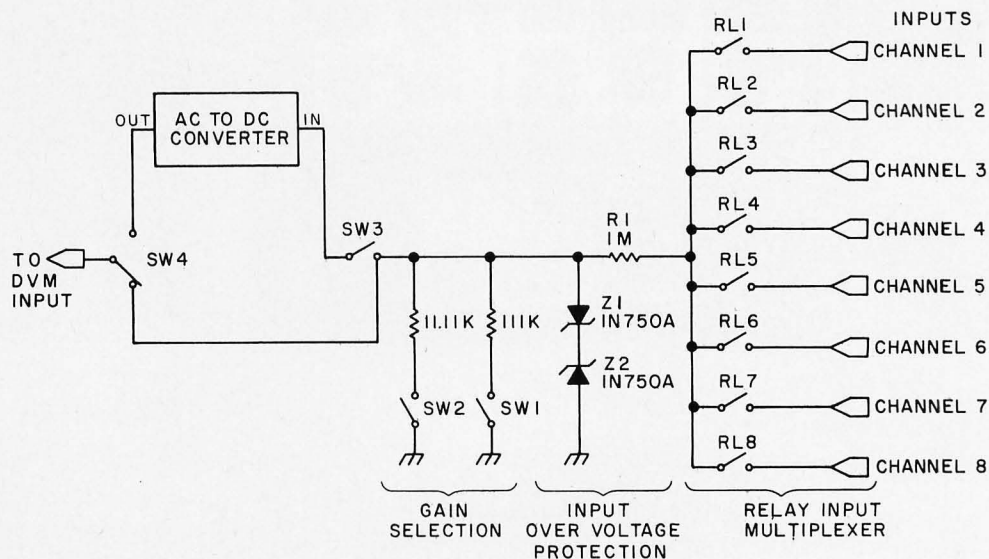 INPUTS
RL1
CHANNEL 1
RL2
CHANNEL 2
RL3
CHANNEL 3
RL4
CHANNEL 4
RL5
CHANNEL 5
RL6
CHANNEL 6
RL7
CHANNEL 7
RL8
CHANNEL 8
OUT
AC TO DC
CONVERTER
IN
SW3
R1
1M
TO
DVM
INPUT
SW4
11.11K
111K
Z1
IN750A
Z2
IN750A
SW2
SW1
GAIN
SELECTION
INPUT
OVER VOLTAGE
PROTECTION
RELAY INPUT
MULTIPLEXER